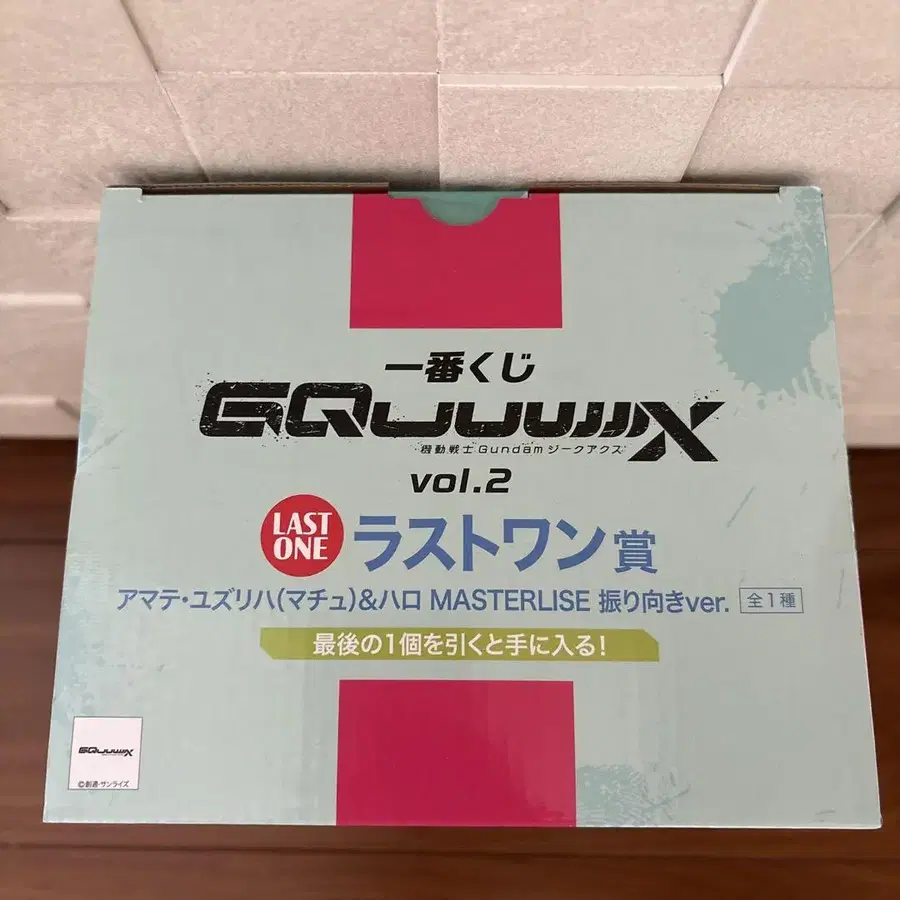 一番くじ
GQuuuuuuX
機動戦士Gundamジークアクス
vol.2
LAST
ONE
ラストワン賞
アマテ・ユズリハ(マチュ)&ハロ MASTERLISE 振り向きver. 全1種
最後の1個を引くと手に入る!
GQuuuuuuX
©創通・サンライズ